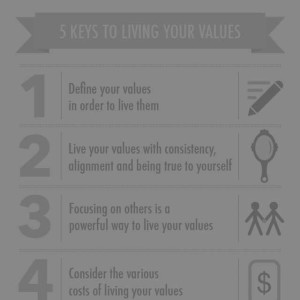 5 KEYS TO LIVING YOUR VALUES
1
Define your values
in order to live them
2
Live your values with consistency,
alignment and being true to yourself
3
Focusing on others is a
powerful way to live your values
4
Consider the various
costs of living your values
$